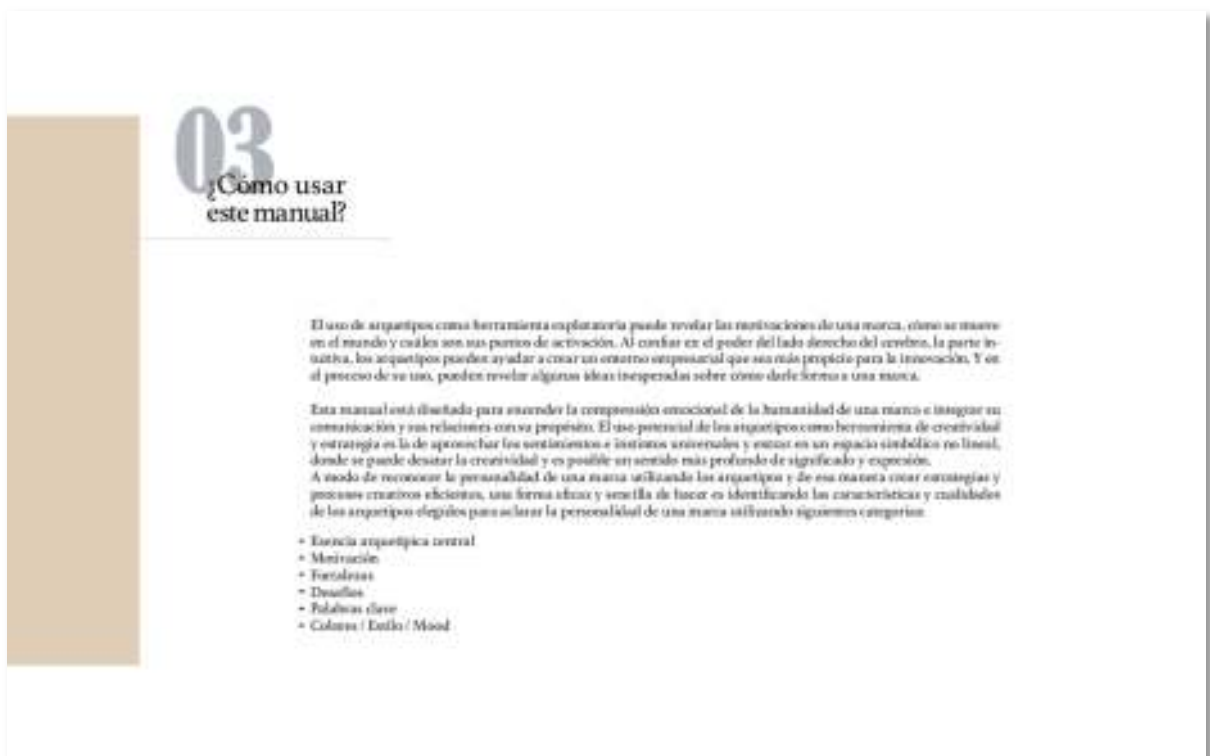 03
¿Cómo usar
este manual?
El uso de arquetipos como herramienta exploratoria puede revelar las motivaciones de una marca, cómo se mueve
en el mundo y cuáles son sus puntos de activación. Al confiar en el poder del lado derecho del cerebro, la parte in-
tuitiva, los arquetipos pueden ayudar a crear un entorno empresarial que sea más propicio para la innovación. Y en
el proceso de su uso, pueden revelar algunas ideas inesperadas sobre cómo darle forma a una marca.
Este manual está diseñado para encender la comprensión emocional de la humanidad de una marca e integrar su
comunicación y sus relaciones con su propósito. El uso potencial de los arquetipos como herramienta de creatividad
y estrategia es la de aprovechar los sentimientos e instintos universales y entrar en un espacio simbólico no lineal,
donde se puede desatar la creatividad y es posible un sentido más profundo de significado y expresión.
A modo de reconocer la personalidad de una marca utilizando los arquetipos y de esa manera crear estrategias y
procesos creativos eficientes, una forma eficaz y sencilla de hacer es identificando las características y cualidades
de los arquetipos elegidos para aclarar la personalidad de una marca utilizando siguientes categorías:
• Esencia arquetípica central
• Motivación
• Fortalezas
• Desafíos
• Palabras clave
• Colores / Estilo / Mood